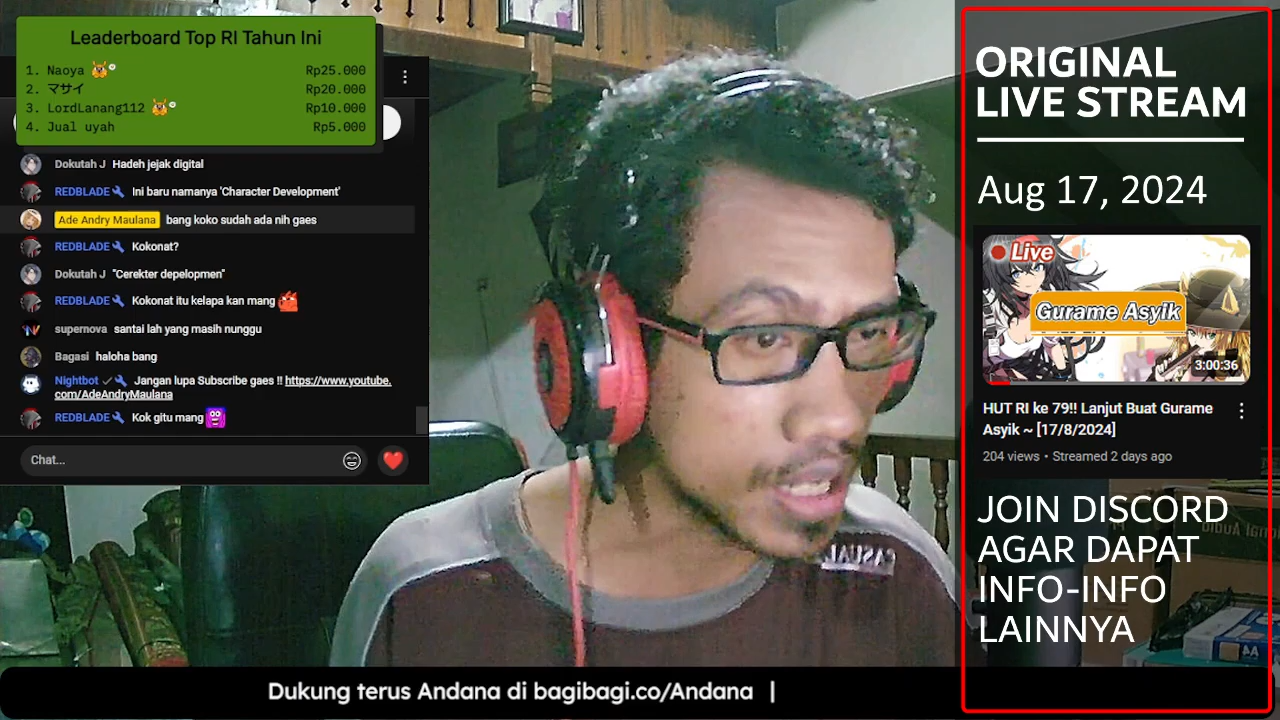 Leaderboard Top RI Tahun Ini
1. Naoya Rp25.000
2. マサイ Rp20.000
3. LordLanang112 Rp10.000
4. Jual uyah Rp5.000
Dokutah J Hadeh jejak digital
REDBLADE Ini baru namanya 'Character Development'
Ade Andry Maulana bang koko sudah ada nih gaes
REDBLADE Kokonat?
Dokutah J "Cerekter depelopmen"
REDBLADE Kokonat itu kelapa kan mang
supernova santai lah yang masih nunggu
Bagasi haloha bang
Nightbot Jangan lupa Subscribe gaes !! https://www.youtube.
com/AdeAndryMaulana
REDBLADE Kok gitu mang
Chat...
CASUAL
Dukung terus Andana di bagibagi.co/Andana |
ORIGINAL
LIVE STREAM
Aug 17, 2024
Live
Gurame Asyik
3:00:36
HUT RI ke 79!! Lanjut Buat Gurame
Asyik ~ [17/8/2024]
204 views • Streamed 2 days ago
JOIN DISCORD
AGAR DAPAT
INFO-INFO
LAINNYA